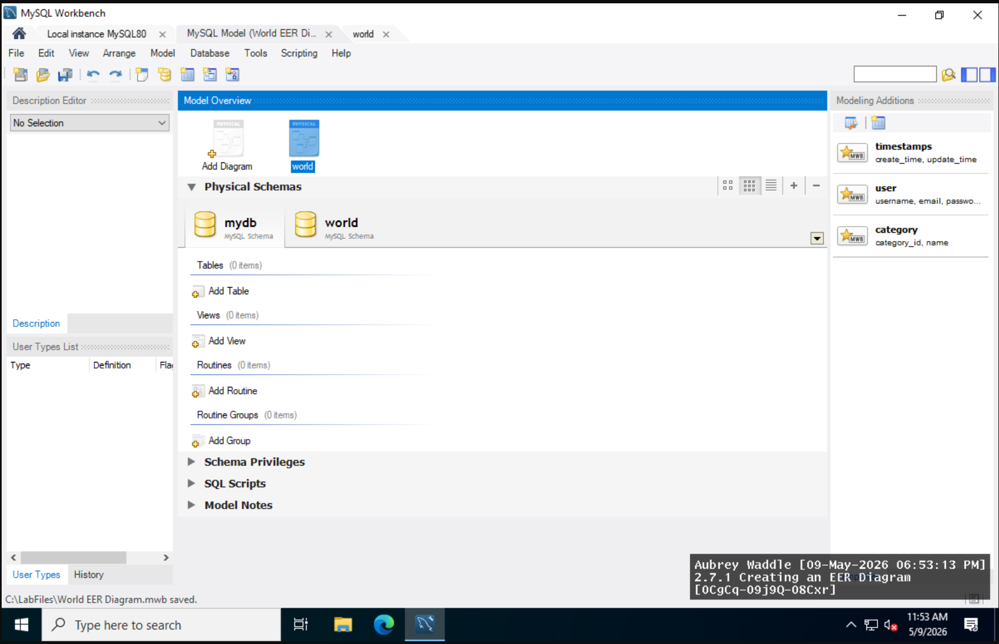 MySQL Workbench
Local instance MySQL80
MySQL Model (World EER Di...
world
File Edit View Arrange Model Database Tools Scripting Help
Description Editor
No Selection
Description
User Types List
Type Definition Flag
User Types History
Model Overview
PHYSICAL
Add Diagram
PHYSICAL
world
Physical Schemas
mydb
MySQL Schema
world
MySQL Schema
Tables (0 items)
Add Table
Views (0 items)
Add View
Routines (0 items)
Add Routine
Routine Groups (0 items)
Add Group
Schema Privileges
SQL Scripts
Model Notes
Modeling Additions
MWB
timestamps
create_time, update_time
MWB
user
username, email, passwo...
MWB
category
category_id, name
Aubrey Waddle [09-May-2026 06:53:13 PM]
2.7.1 Creating an EER Diagram
[0CgCq-09j9Q-08Cxr]
C:\LabFiles\World EER Diagram.mwb saved.
Type here to search
11:53 AM
5/9/2026